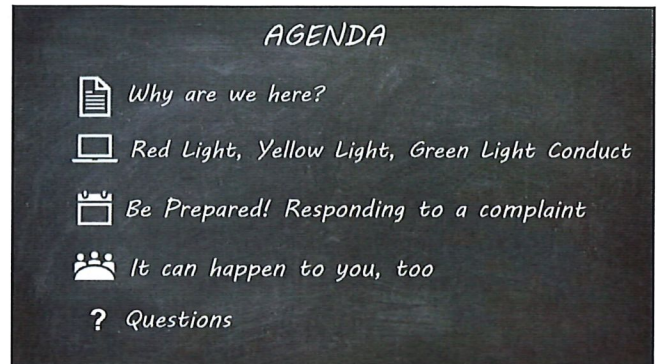 AGENDA
Why are we here?
Red Light, Yellow Light, Green Light Conduct
Be Prepared! Responding to a complaint
It can happen to you, too
? Questions